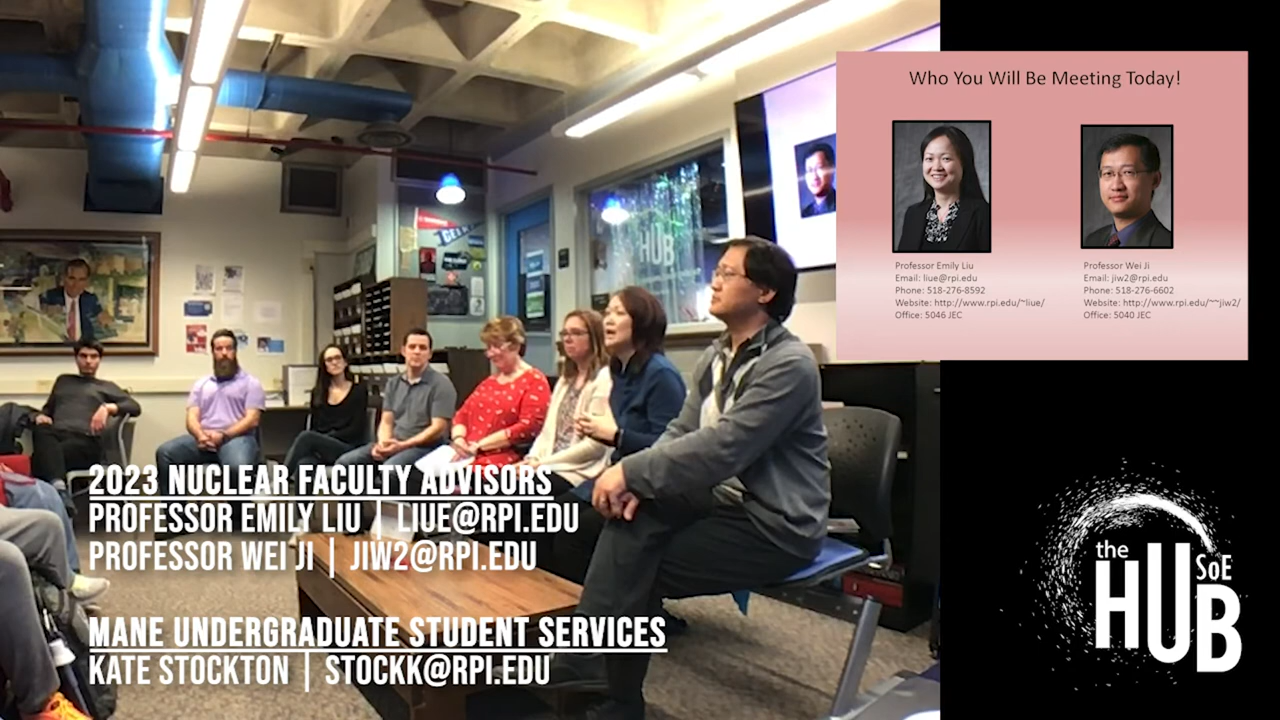 Who You Will Be Meeting Today!
Professor Emily Liu
Email: liue@rpi.edu
Phone: 518-276-8592
Website: http://www.rpi.edu/~liue/
Office: 5046 JEC
Professor Wei Ji
Email: jiw2@rpi.edu
Phone: 518-276-6602
Website: http://www.rpi.edu/~~jiw2/
Office: 5040 JEC
HUB
2023 NUCLEAR FACULTY ADVISORS
PROFESSOR EMILY LIU | LIUE@RPI.EDU
PROFESSOR WEI JI | JIW2@RPI.EDU
MANE UNDERGRADUATE STUDENT SERVICES
KATE STOCKTON | STOCKK@RPI.EDU
the
HUB
SoE